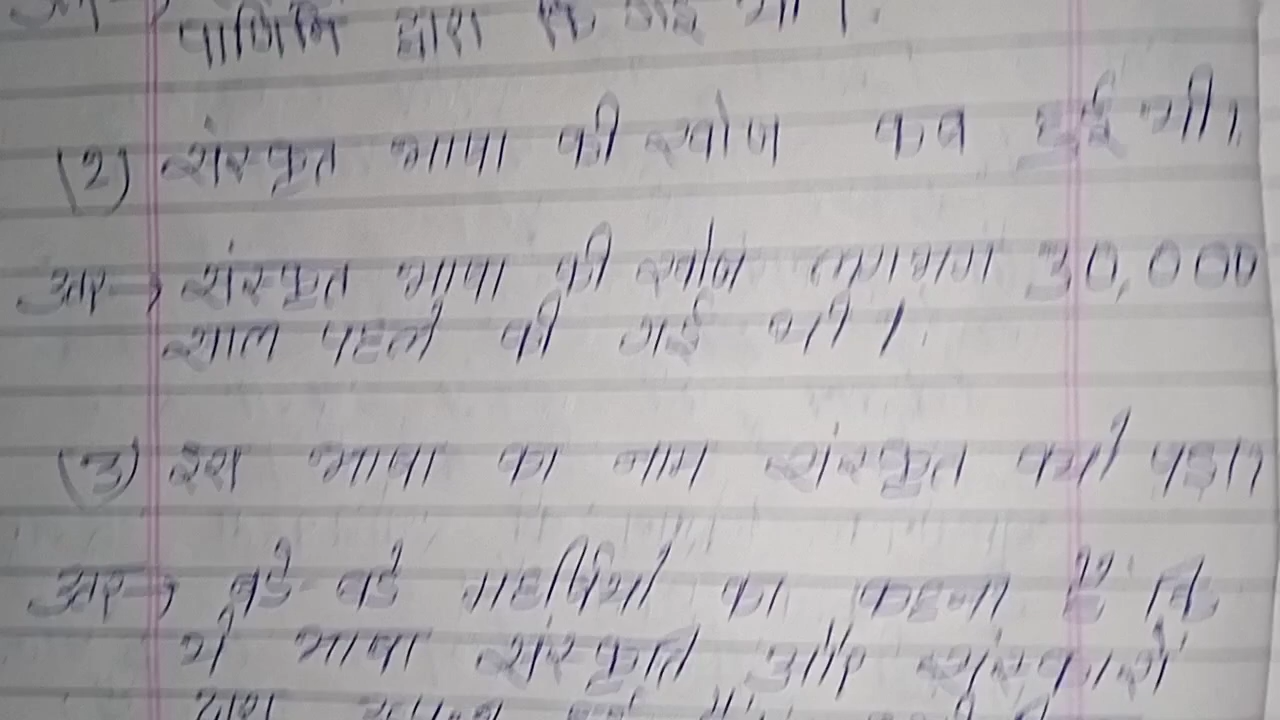 पाणिनि द्वारा की गई थी।
(2) संस्कृत भाषा की खोज कब हुई थी।
उत्तर→ संस्कृत भाषा की खोज लगभग 30,000
साल पहले की गई थी।
(3) इस भाषा का नाम संस्कृत क्यों पड़ा।
उत्तर→ बड़े-बड़े महर्षियों का कहना है कि
ये भाषा संस्कृत और संस्कारों